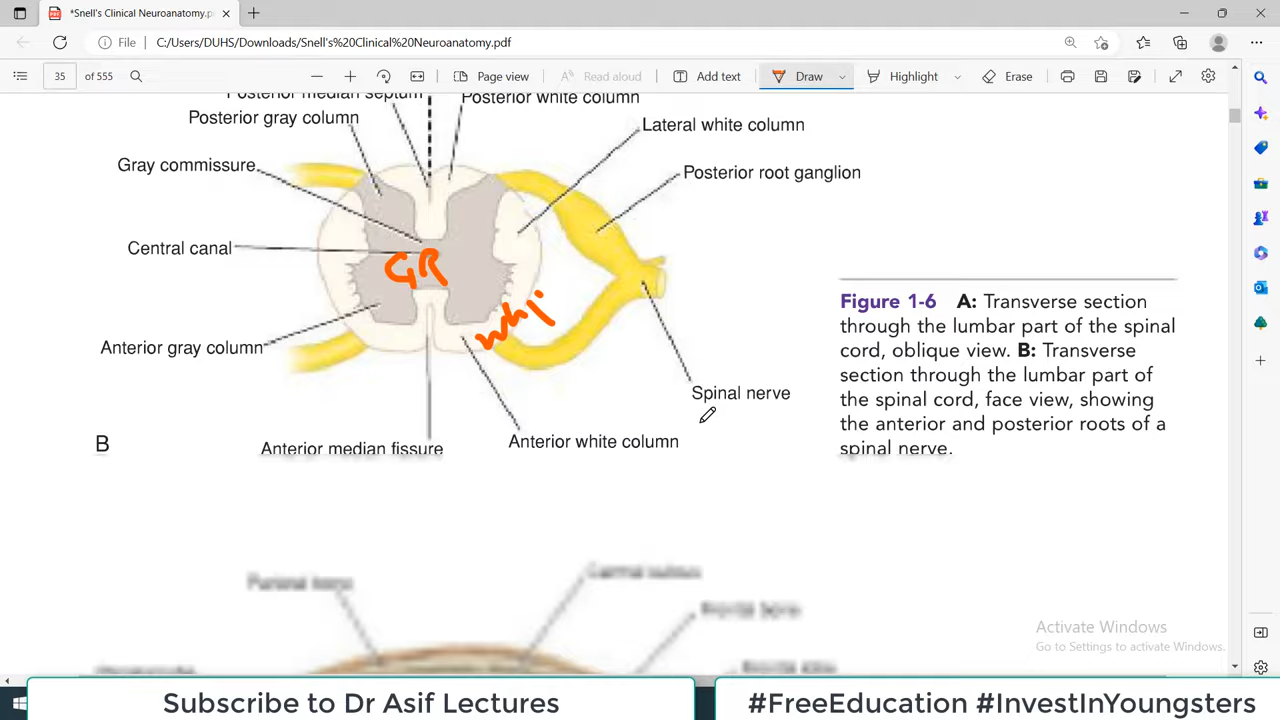 *Snell's Clinical Neuroanatomy.p
File
C:/Users/DUHS/Downloads/Snell's%20Clinical%20Neuroanatomy.pdf
35
of 555
Page view
Read aloud
Add text
Draw
Highlight
Erase
Posterior median septum
Posterior white column
Posterior gray column
Lateral white column
Gray commissure
Posterior root ganglion
Central canal
GR
whi
Anterior gray column
Spinal nerve
Anterior white column
B
Anterior median fissure
Figure 1-6 A: Transverse section
through the lumbar part of the spinal
cord, oblique view. B: Transverse
section through the lumbar part of
the spinal cord, face view, showing
the anterior and posterior roots of a
spinal nerve.
Activate Windows
Go to Settings to activate Windows.
Subscribe to Dr Asif Lectures
#FreeEducation #InvestInYoungsters